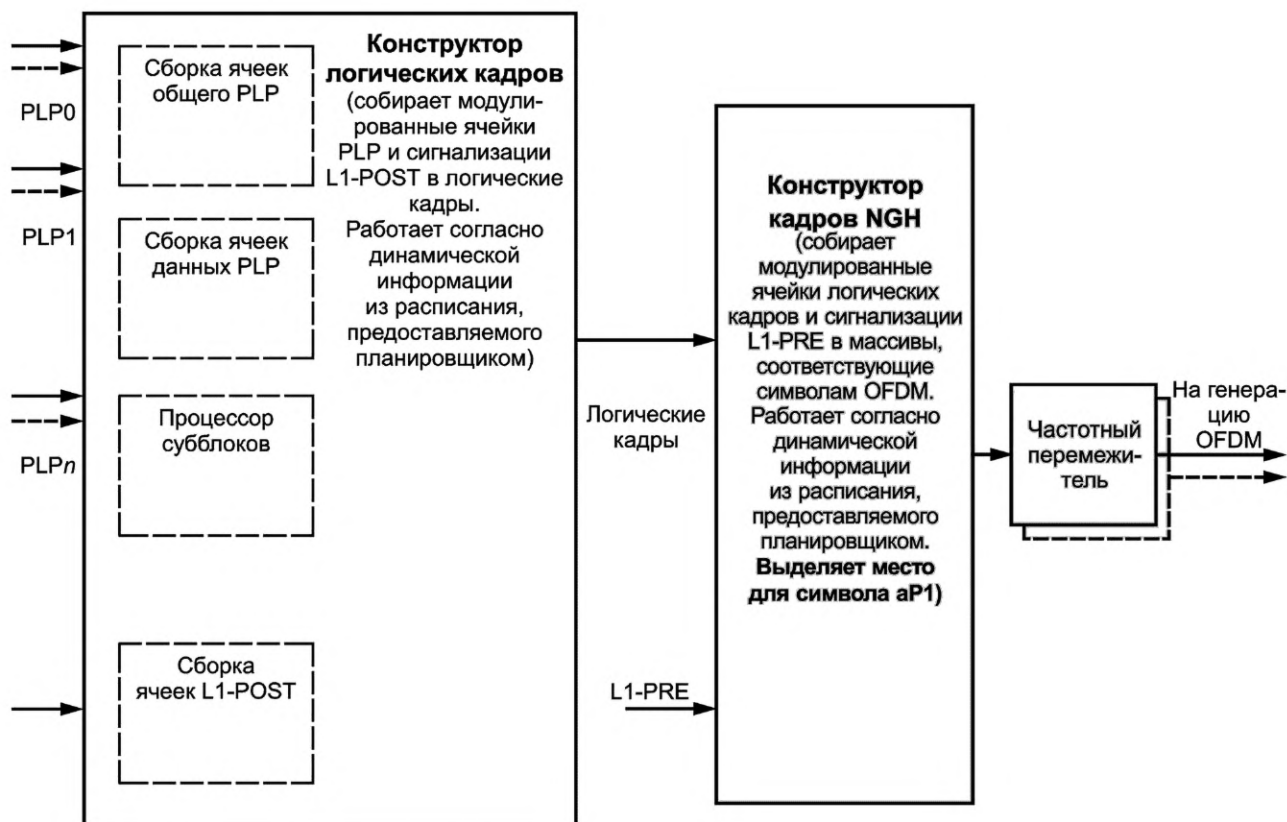 PLP0
PLP1
PLPn
Сборка ячеек
общего PLP
Сборка ячеек
данных PLP
Процессор
субблоков
Сборка
ячеек L1-POST
Конструктор
логических кадров
(собирает модули-
рованные ячейки
PLP и сигнализации
L1-POST в логические
кадры.
Работает согласно
динамической
информации
из расписания,
предоставляемого
планировщиком)
Логические
кадры
L1-PRE
Конструктор
кадров NGH
(собирает
модулированные
ячейки логических
кадров и сигнализации
L1-PRE в массивы,
соответствующие
символам OFDM.
Работает согласно
динамической
информации
из расписания,
предоставляемого
планировщиком.
Выделяет место
для символа aP1)
Частотный
перемежи-
тель
На генера-
цию
OFDM